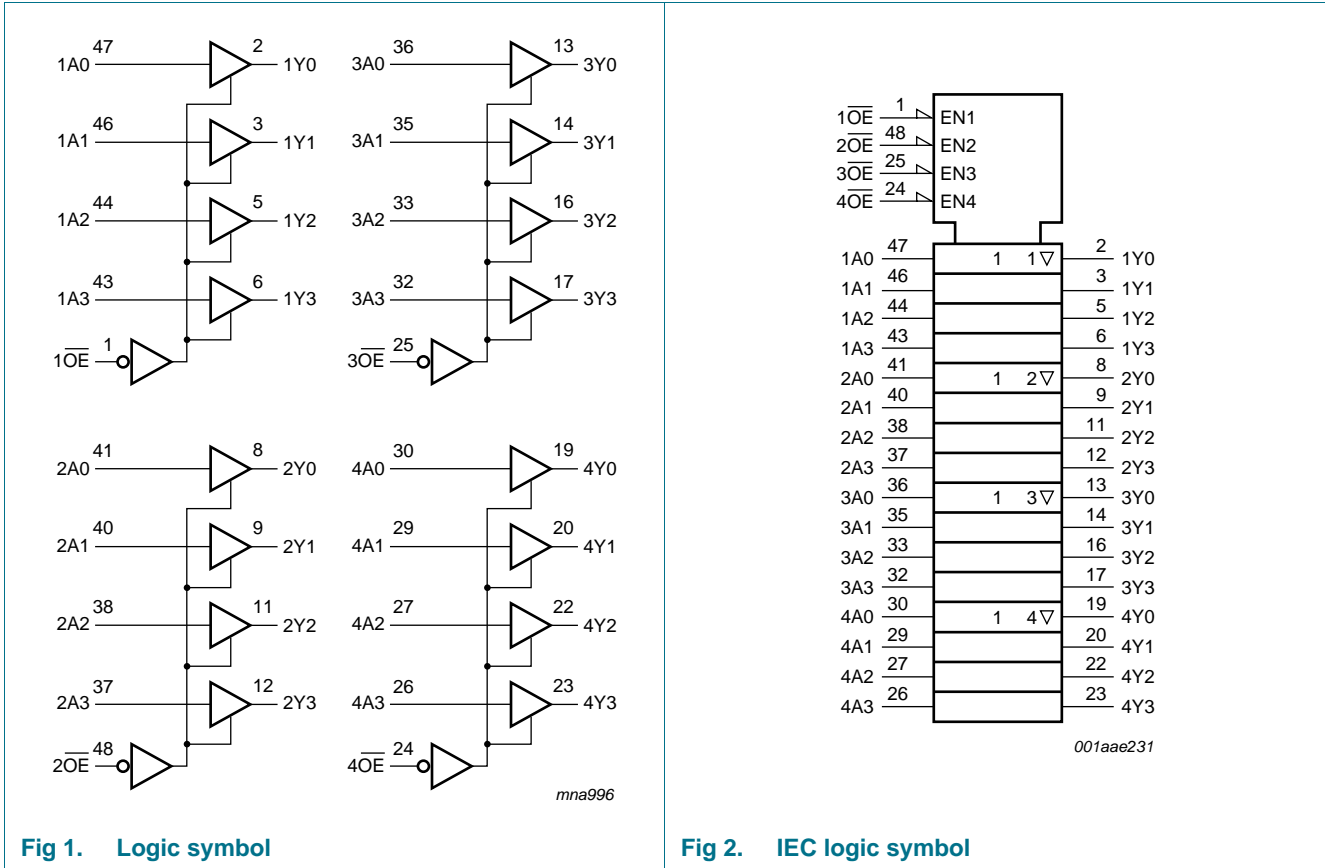 47 2
1A0 1Y0
46 3
1A1 1Y1
44 5
1A2 1Y2
43 6
1A3 1Y3
1O̅E̅ 1
36 13
3A0 3Y0
35 14
3A1 3Y1
33 16
3A2 3Y2
32 17
3A3 3Y3
3O̅E̅ 25
41 8
2A0 2Y0
40 9
2A1 2Y1
38 11
2A2 2Y2
37 12
2A3 2Y3
2O̅E̅ 48
30 19
4A0 4Y0
29 20
4A1 4Y1
27 22
4A2 4Y2
26 23
4A3 4Y3
4O̅E̅ 24
mna996
Fig 1. Logic symbol
1O̅E̅ 1 EN1
2O̅E̅ 48 EN2
3O̅E̅ 25 EN3
4O̅E̅ 24 EN4
1A0 47 1 1▽ 2 1Y0
1A1 46 3 1Y1
1A2 44 5 1Y2
1A3 43 6 1Y3
2A0 41 1 2▽ 8 2Y0
2A1 40 9 2Y1
2A2 38 11 2Y2
2A3 37 12 2Y3
3A0 36 1 3▽ 13 3Y0
3A1 35 14 3Y1
3A2 33 16 3Y2
3A3 32 17 3Y3
4A0 30 1 4▽ 19 4Y0
4A1 29 20 4Y1
4A2 27 22 4Y2
4A3 26 23 4Y3
001aae231
Fig 2. IEC logic symbol